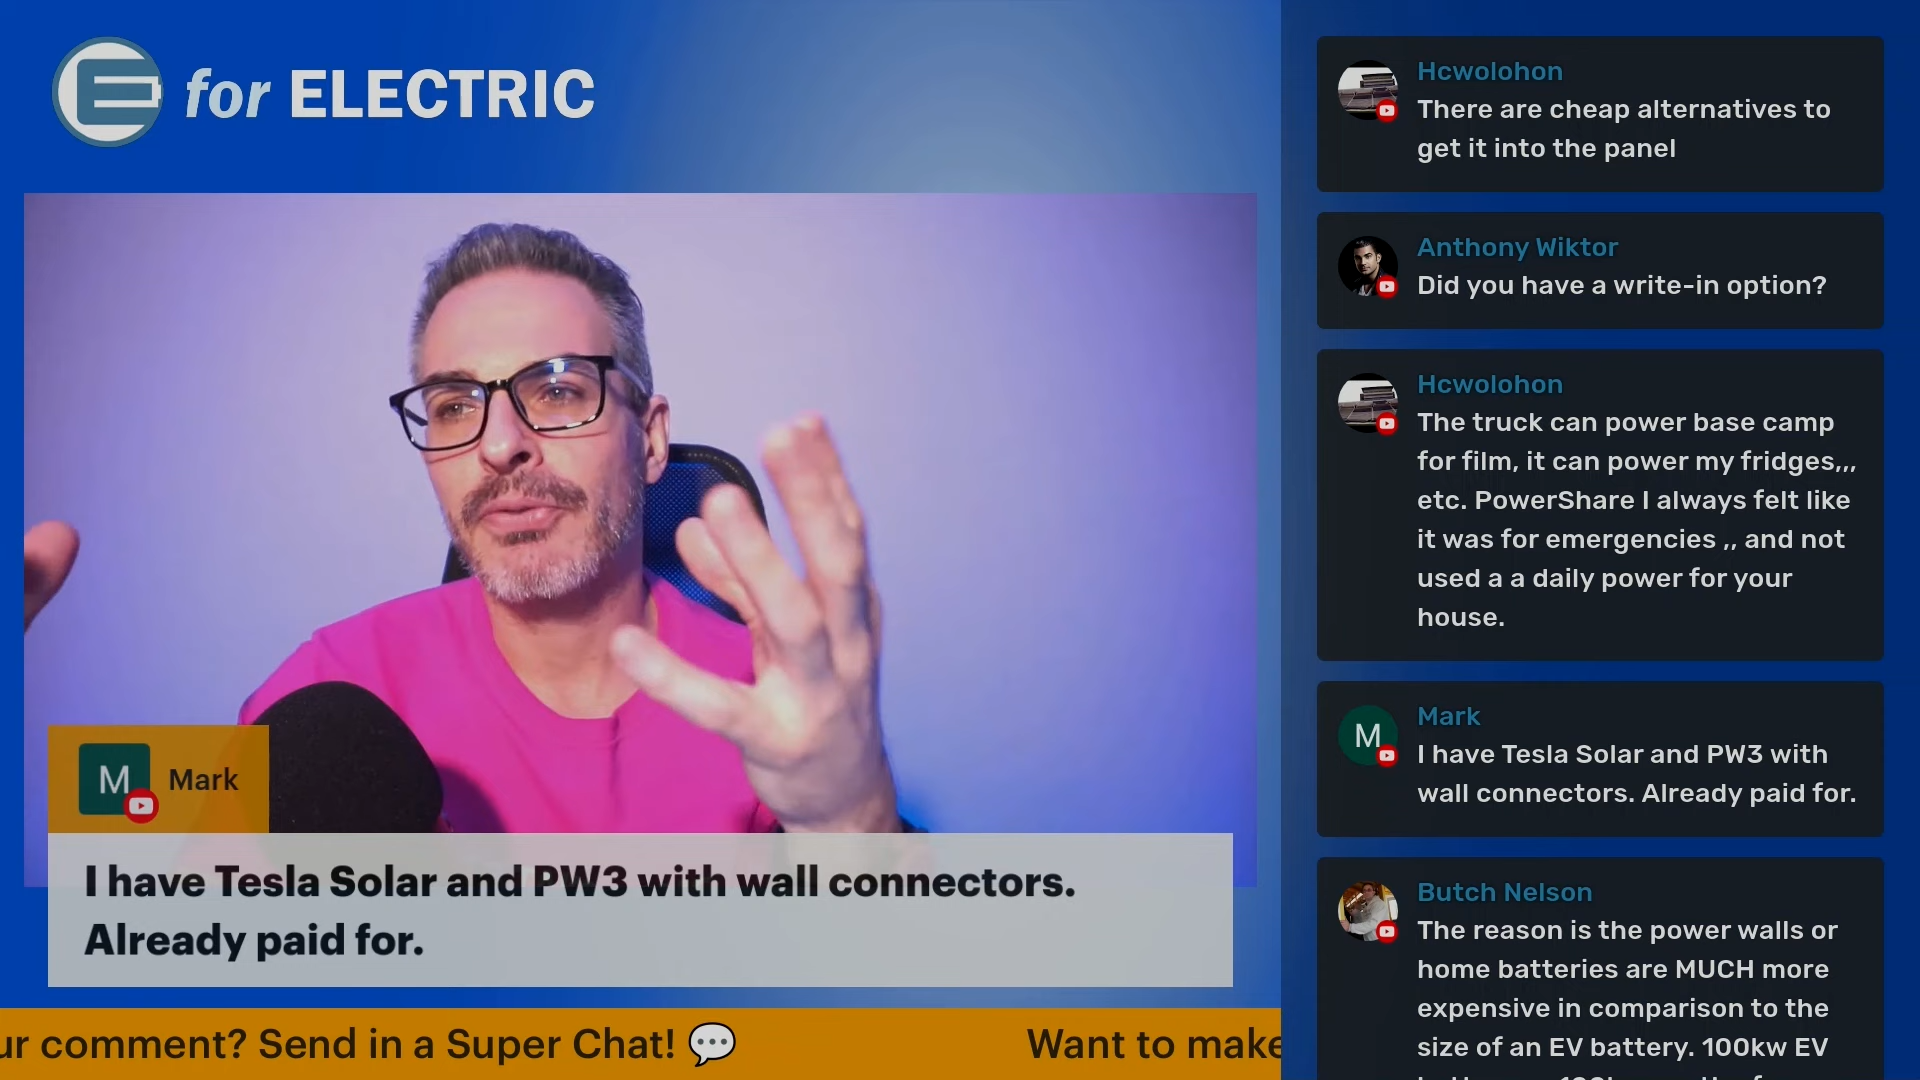 for ELECTRIC
M
Mark
I have Tesla Solar and PW3 with wall connectors.
Already paid for.
ur comment? Send in a Super Chat!
Want to make
Hcwolohon
There are cheap alternatives to
get it into the panel
Anthony Wiktor
Did you have a write-in option?
Hcwolohon
The truck can power base camp
for film, it can power my fridges,,,
etc. PowerShare I always felt like
it was for emergencies ,, and not
used a a daily power for your
house.
M
Mark
I have Tesla Solar and PW3 with
wall connectors. Already paid for.
Butch Nelson
The reason is the power walls or
home batteries are MUCH more
expensive in comparison to the
size of an EV battery. 100kw EV